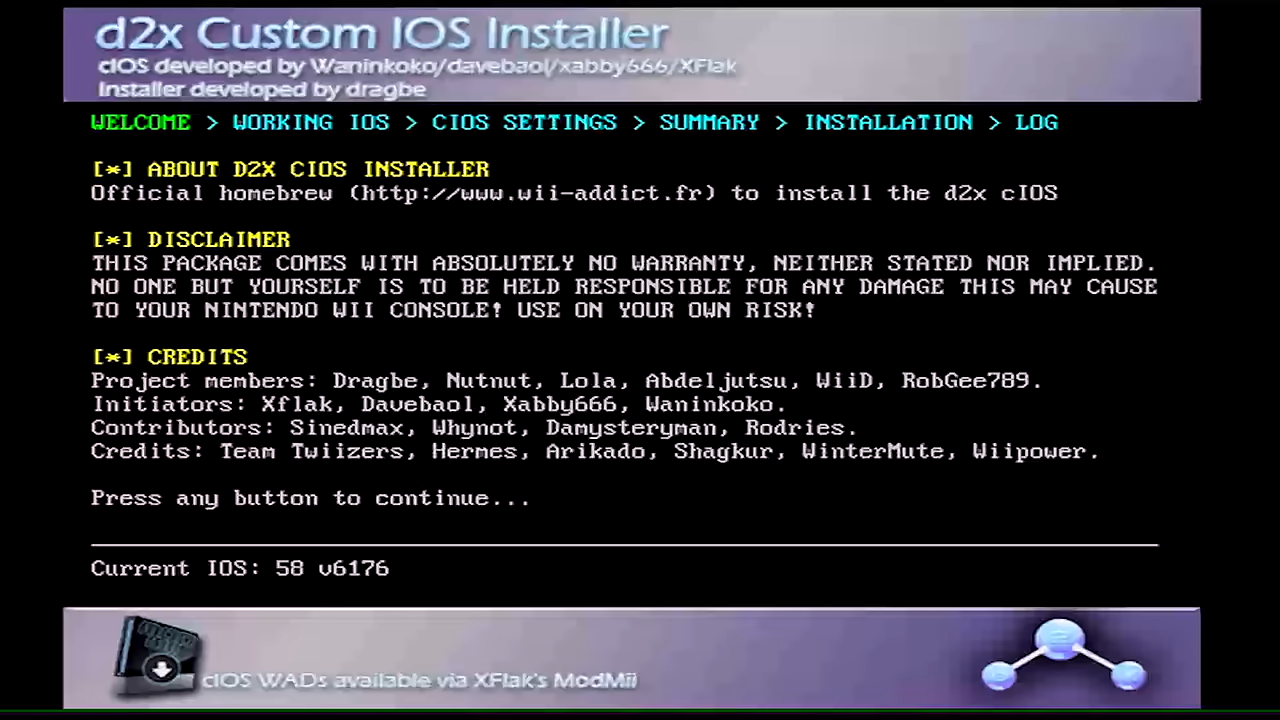 d2x Custom IOS Installer
cIOS developed by Waninkoko/davebaol/xabby666/XFlak
Installer developed by dragbe
WELCOME > WORKING IOS > CIOS SETTINGS > SUMMARY > INSTALLATION > LOG
[*] ABOUT D2X CIOS INSTALLER
Official homebrew (http://www.wii-addict.fr) to install the d2x cIOS
[*] DISCLAIMER
THIS PACKAGE COMES WITH ABSOLUTELY NO WARRANTY, NEITHER STATED NOR IMPLIED.
NO ONE BUT YOURSELF IS TO BE HELD RESPONSIBLE FOR ANY DAMAGE THIS MAY CAUSE
TO YOUR NINTENDO WII CONSOLE! USE ON YOUR OWN RISK!
[*] CREDITS
Project members: Dragbe, Nutnut, Lola, Abdeljutsu, WiiD, RobGee789.
Initiators: Xflak, Davebaol, Xabby666, Waninkoko.
Contributors: Sinedmax, Whynot, Damysteryman, Rodries.
Credits: Team Twiizers, Hermes, Arikado, Shagkur, WinterMute, Wiipower.
Press any button to continue...
Current IOS: 58 v6176
cIOS WADs available via XFlak's ModMii